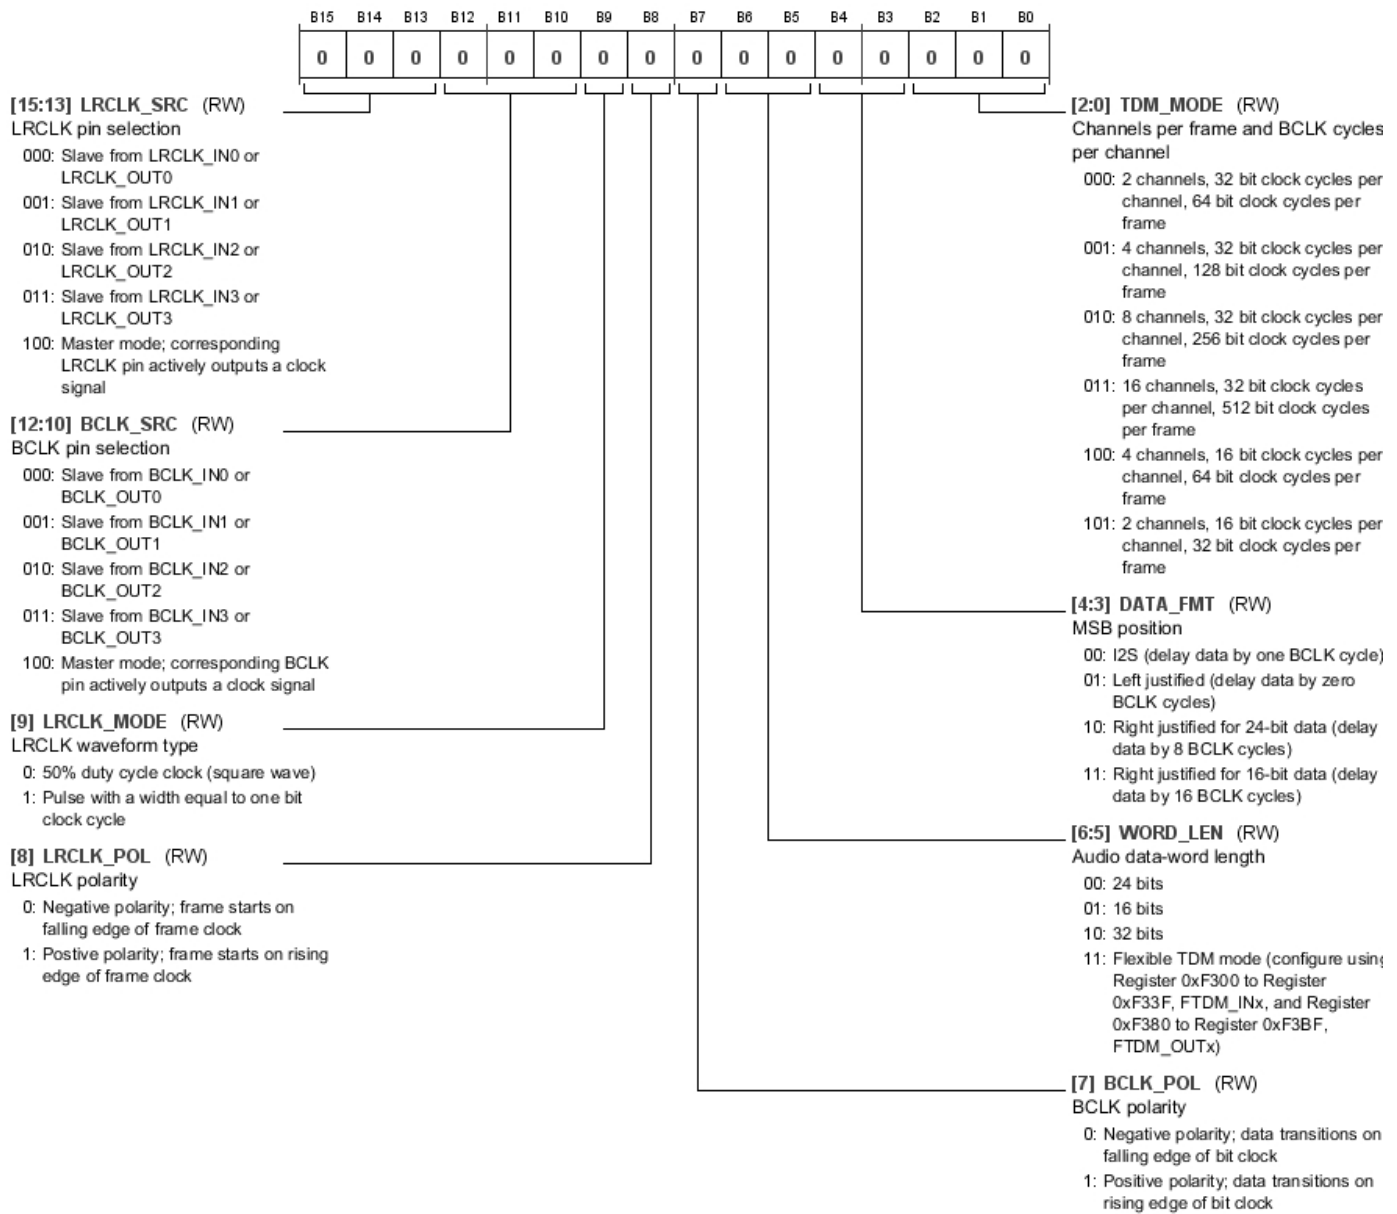 B15 B14 B13 B12 B11 B10 B9 B8 B7 B6 B5 B4 B3 B2 B1 B0
0 0 0 0 0 0 0 0 0 0 0 0 0 0 0 0
[15:13] LRCLK_SRC (RW)
LRCLK pin selection
000: Slave from LRCLK_IN0 or
LRCLK_OUT0
001: Slave from LRCLK_IN1 or
LRCLK_OUT1
010: Slave from LRCLK_IN2 or
LRCLK_OUT2
011: Slave from LRCLK_IN3 or
LRCLK_OUT3
100: Master mode; corresponding
LRCLK pin actively outputs a clock
signal
[12:10] BCLK_SRC (RW)
BCLK pin selection
000: Slave from BCLK_IN0 or
BCLK_OUT0
001: Slave from BCLK_IN1 or
BCLK_OUT1
010: Slave from BCLK_IN2 or
BCLK_OUT2
011: Slave from BCLK_IN3 or
BCLK_OUT3
100: Master mode; corresponding BCLK
pin actively outputs a clock signal
[9] LRCLK_MODE (RW)
LRCLK waveform type
0: 50% duty cycle clock (square wave)
1: Pulse with a width equal to one bit
clock cycle
[8] LRCLK_POL (RW)
LRCLK polarity
0: Negative polarity; frame starts on
falling edge of frame clock
1: Postive polarity; frame starts on rising
edge of frame clock
[2:0] TDM_MODE (RW)
Channels per frame and BCLK cycles
per channel
000: 2 channels, 32 bit clock cycles per
channel, 64 bit clock cycles per
frame
001: 4 channels, 32 bit clock cycles per
channel, 128 bit clock cycles per
frame
010: 8 channels, 32 bit clock cycles per
channel, 256 bit clock cycles per
frame
011: 16 channels, 32 bit clock cycles
per channel, 512 bit clock cycles
per frame
100: 4 channels, 16 bit clock cycles per
channel, 64 bit clock cycles per
frame
101: 2 channels, 16 bit clock cycles per
channel, 32 bit clock cycles per
frame
[4:3] DATA_FMT (RW)
MSB position
00: I2S (delay data by one BCLK cycle)
01: Left justified (delay data by zero
BCLK cycles)
10: Right justified for 24-bit data (delay
data by 8 BCLK cycles)
11: Right justified for 16-bit data (delay
data by 16 BCLK cycles)
[6:5] WORD_LEN (RW)
Audio data-word length
00: 24 bits
01: 16 bits
10: 32 bits
11: Flexible TDM mode (configure using
Register 0xF300 to Register
0xF33F, FTDM_INx, and Register
0xF380 to Register 0xF3BF,
FTDM_OUTx)
[7] BCLK_POL (RW)
BCLK polarity
0: Negative polarity; data transitions on
falling edge of bit clock
1: Positive polarity; data transitions on
rising edge of bit clock